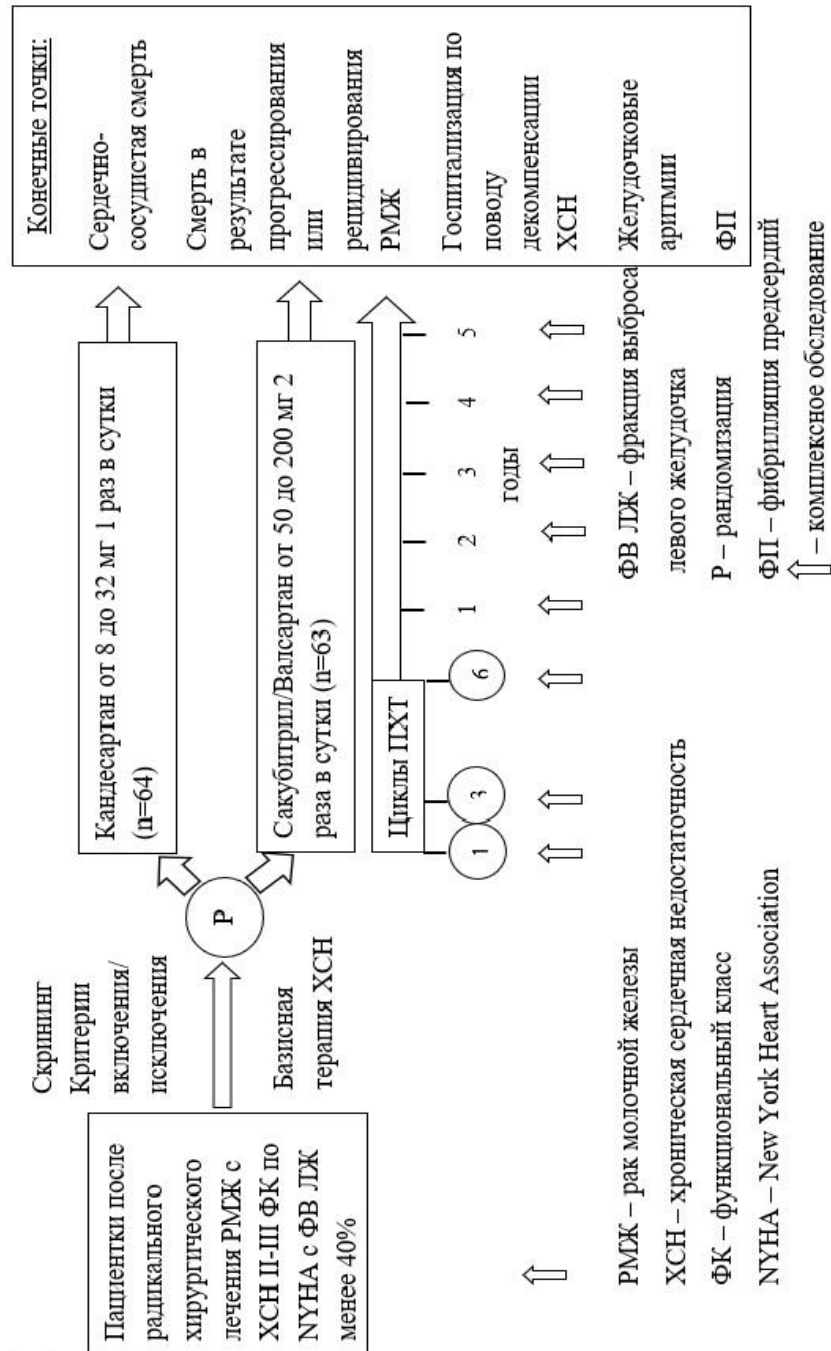 Пациентки после
радикального
хирургического
лечения РМЖ с
ХСН II-III ФК по
NYHA с ФВ ЛЖ
менее 40%
Скрининг
Критерии
включения/
исключения
Базисная
терапия ХСН
Р
Кандесартан от 8 до 32 мг 1 раз в сутки
(n=64)
Сакубитрил/Валсартан от 50 до 200 мг 2
раза в сутки (n=63)
Циклы ПХТ
1
3
6
1
2
3
4
5
годы
Конечные точки:
Сердечно-
сосудистая смерть
Смерть в
результате
прогрессирования
или
рецидивирования
РМЖ
Госпитализация по
поводу
декомпенсации
ХСН
Желудочковые
аритмии
ФП
РМЖ – рак молочной железы
ХСН – хроническая сердечная недостаточность
ФК – функциональный класс
NYHA – New York Heart Association
ФВ ЛЖ – фракция выброса
левого желудочка
Р – рандомизация
ФП – фибрилляция предсердий
– комплексное обследование